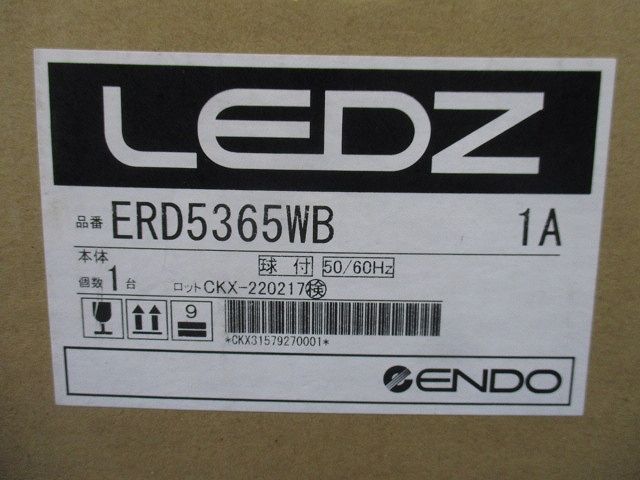 LEDZ
品番 ERD5365WB 1A
本体 球付 50/60Hz
個数 1台 ロット CKX-220217 検
9
*CKX31579270001*
ENDO